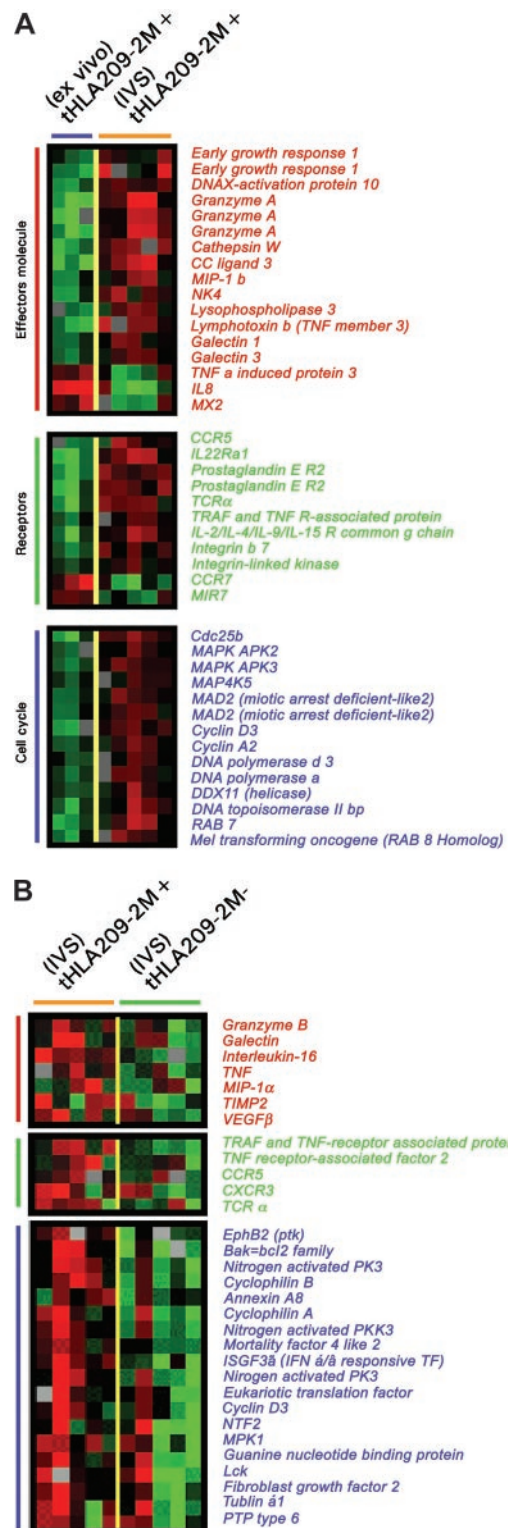 A
(ex vivo)
tHLA209-2M+
(IVS)
tHLA209-2M+
Effectors molecule
Early growth response 1
Early growth response 1
DNAX-activation protein 10
Granzyme A
Granzyme A
Granzyme A
Cathepsin W
CC ligand 3
MIP-1 b
NK4
Lysophospholipase 3
Lymphotoxin b (TNF member 3)
Galectin 1
Galectin 3
TNF a induced protein 3
IL8
MX2
Receptors
CCR5
IL22Ra1
Prostaglandin E R2
Prostaglandin E R2
TCRα
TRAF and TNF R-associated protein
IL-2/IL-4/IL-9/IL-15 R common g chain
Integrin b 7
Integrin-linked kinase
CCR7
MIR7
Cell cycle
Cdc25b
MAPK APK2
MAPK APK3
MAP4K5
MAD2 (miotic arrest deficient-like2)
MAD2 (miotic arrest deficient-like2)
Cyclin D3
Cyclin A2
DNA polymerase d 3
DNA polymerase a
DDX11 (helicase)
DNA topoisomerase II bp
RAB 7
Mel transforming oncogene (RAB 8 Homolog)
B
(IVS)
tHLA209-2M+
(IVS)
tHLA209-2M-
Granzyme B
Galectin
Interleukin-16
TNF
MIP-1α
TIMP2
VEGFβ
TRAF and TNF-receptor associated prote
TNF receptor-associated factor 2
CCR5
CXCR3
TCR α
EphB2 (ptk)
Bak=bcl2 family
Nitrogen activated PK3
Cyclophilin B
Annexin A8
Cyclophilin A
Nitrogen activated PKK3
Mortality factor 4 like 2
ISGF3ã (IFN á/â responsive TF)
Nirogen activated PK3
Eukariotic translation factor
Cyclin D3
NTF2
MPK1
Guanine nucleotide binding protein
Lck
Fibroblast growth factor 2
Tublin á1
PTP type 6